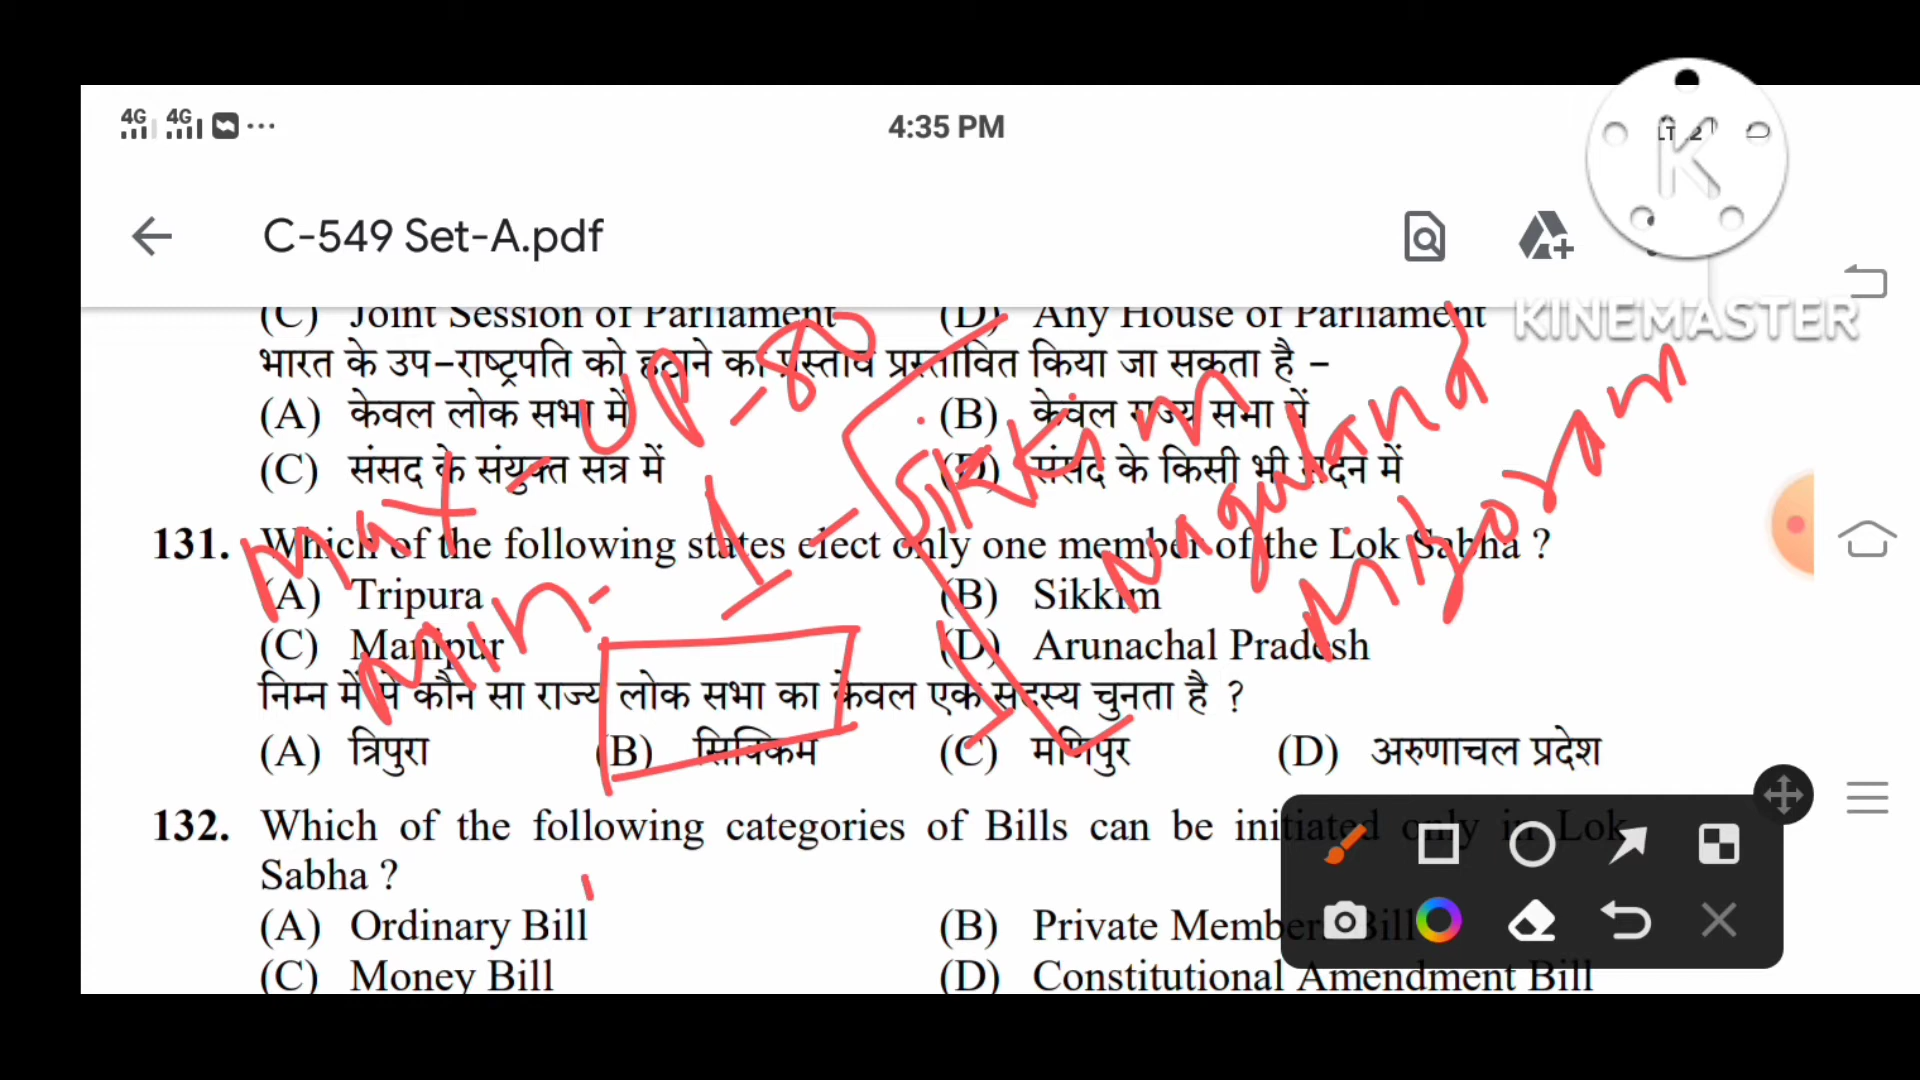 4G 4G ... 4:35 PM
C-549 Set-A.pdf
KINEMASTER
(C) Joint Session of Parliament (D) Any House of Parliament
भारत के उप-राष्ट्रपति को हटाने का प्रस्ताव प्रस्तावित किया जा सकता है –
(A) केवल लोक सभा में (B) केवल राज्य सभा में
(C) संसद के संयुक्त सत्र में (D) संसद के किसी भी सदन में
Max - UP - 80
Min - 1 - Sikkim
Nagaland
Mizoram
131. Which of the following states elect only one member of the Lok Sabha ?
(A) Tripura (B) Sikkim
(C) Manipur (D) Arunachal Pradesh
निम्न में से कौन सा राज्य लोक सभा का केवल एक सदस्य चुनता है ?
(A) त्रिपुरा (B) सिक्किम (C) मणिपुर (D) अरुणाचल प्रदेश
132. Which of the following categories of Bills can be initiated only in Lok
Sabha ?
(A) Ordinary Bill (B) Private Members Bill
(C) Money Bill (D) Constitutional Amendment Bill